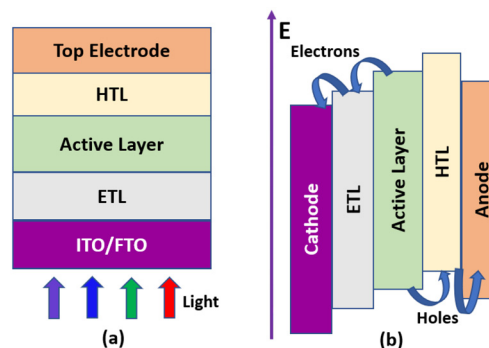 Top Electrode
HTL
Active Layer
ETL
ITO/FTO
Light
(a)
E
Electrons
Cathode
ETL
Active Layer
HTL
Anode
Holes
(b)